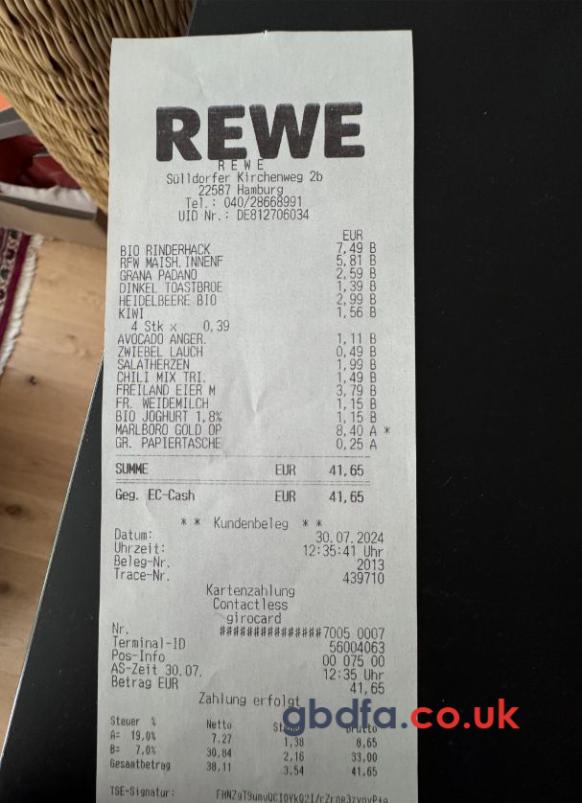 REWE
R E W E
Sülldorfer Kirchenweg 2b
22587 Hamburg
Tel.: 040/28668991
UID Nr.: DE812706034
EUR
BIO RINDERHACK 7,49 B
RFW MAISH. INNENF 5,81 B
GRANA PADANO 2,59 B
DINKEL TOASTBROE 1,39 B
HEIDELBEERE BIO 2,99 B
KIWI 1,56 B
4 Stk x 0,39
AVOCADO ANGER. 1,11 B
ZWIEBEL LAUCH 0,49 B
SALATHERZEN 1,99 B
CHILI MIX TRI. 1,49 B
FREILAND EIER M 3,79 B
FR. WEIDEMILCH 1,15 B
BIO JOGHURT 1,8% 1,15 B
MARLBORO GOLD OP 8,40 A *
GR. PAPIERTASCHE 0,25 A
SUMME EUR 41,65
Geg. EC-Cash EUR 41,65
* * Kundenbeleg * *
Datum: 30.07.2024
Uhrzeit: 12:35:41 Uhr
Beleg-Nr. 2013
Trace-Nr. 439710
Kartenzahlung
Contactless
girocard
Nr. ##############7005 0007
Terminal-ID 56004063
Pos-Info 00 075 00
AS-Zeit 30.07. 12:35 Uhr
Betrag EUR 41,65
Zahlung erfolgt
gbdfa.co.uk
Steuer % Netto
A= 19,0% 7,27 1,38 8,65
B= 7,0% 30,84 2,16 33,00
Gesamtbetrag 38,11 3,54 41,65
TSE-Signatur: